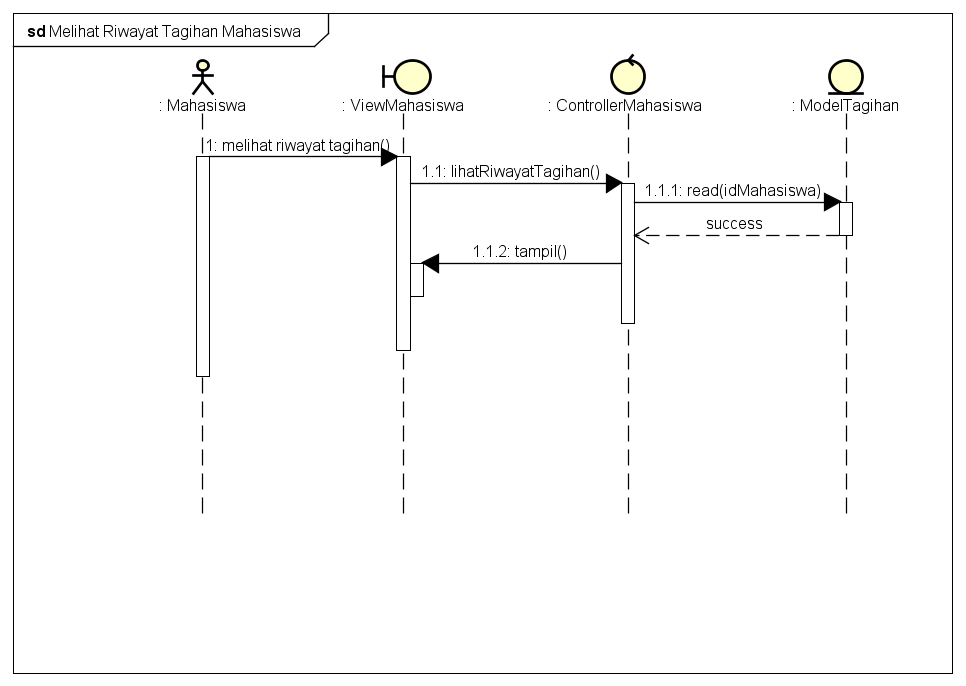 sd Melihat Riwayat Tagihan Mahasiswa
: Mahasiswa
: ViewMahasiswa
: ControllerMahasiswa
: ModelTagihan
1: melihat riwayat tagihan()
1.1: lihatRiwayatTagihan()
1.1.1: read(idMahasiswa)
success
1.1.2: tampil()